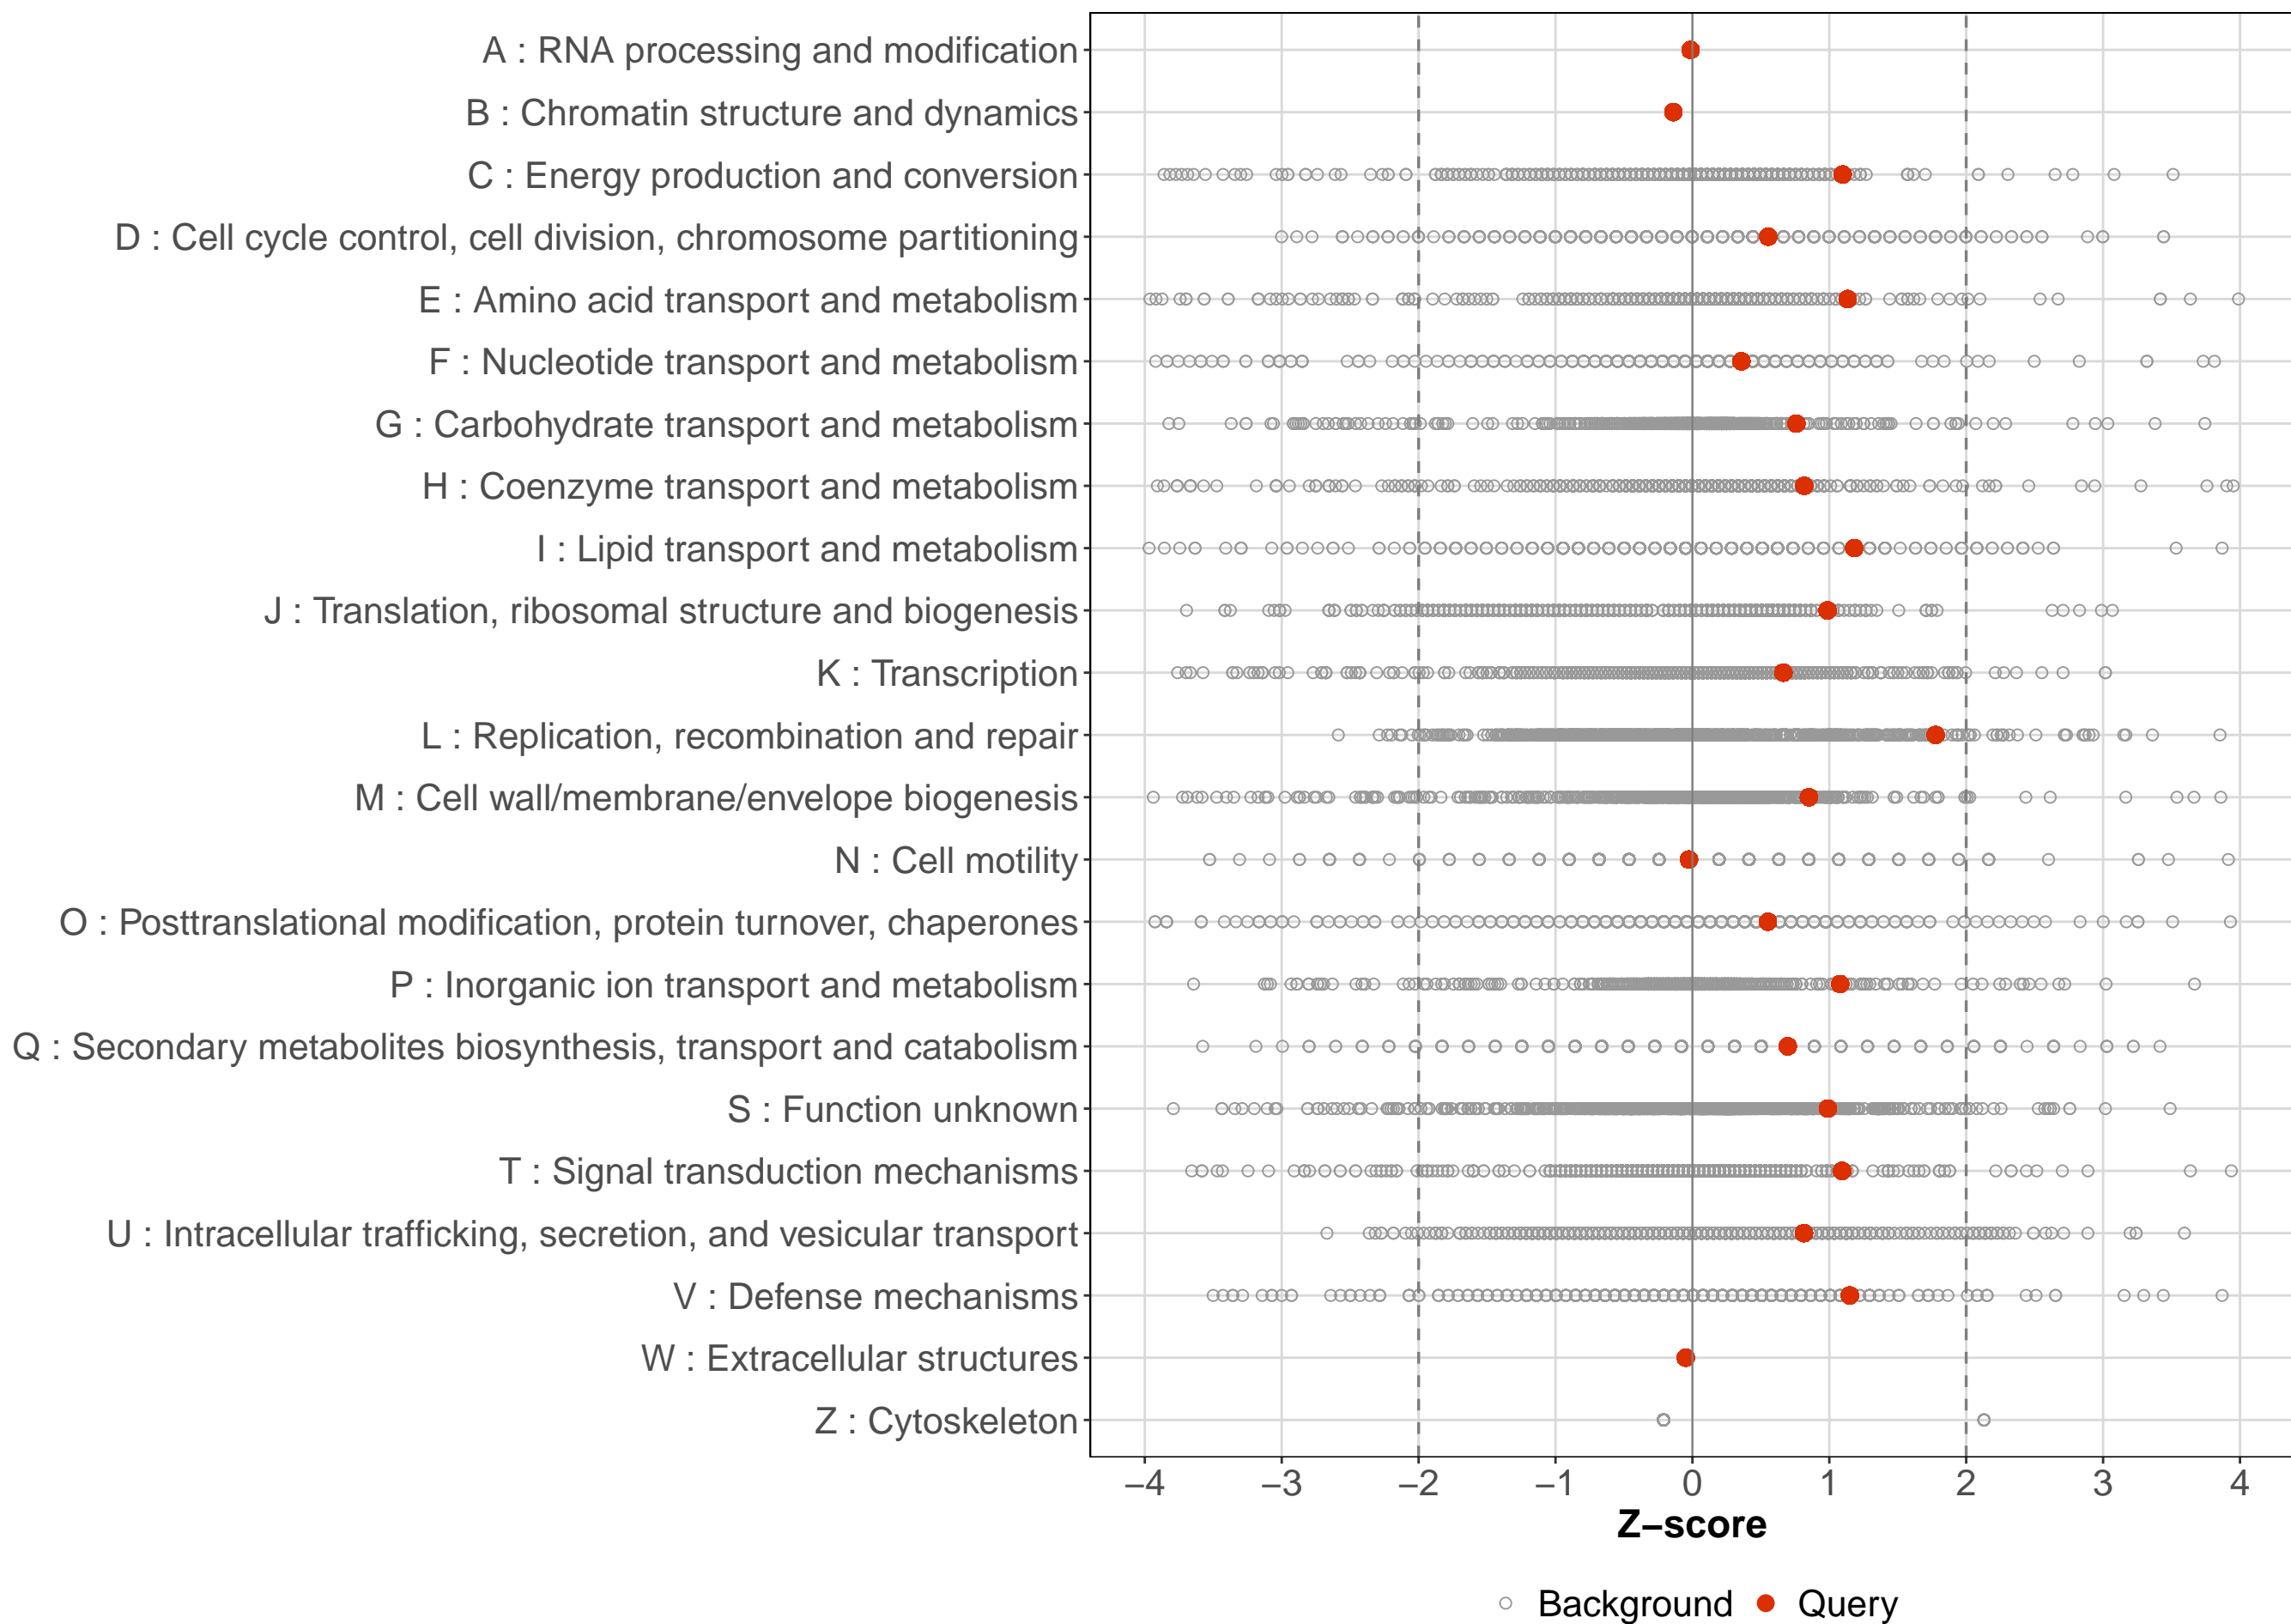 A : RNA processing and modification
B : Chromatin structure and dynamics
C : Energy production and conversion
D : Cell cycle control, cell division, chromosome partitioning
E : Amino acid transport and metabolism
F : Nucleotide transport and metabolism
G : Carbohydrate transport and metabolism
H : Coenzyme transport and metabolism
I : Lipid transport and metabolism
J : Translation, ribosomal structure and biogenesis
K : Transcription
L : Replication, recombination and repair
M : Cell wall/membrane/envelope biogenesis
N : Cell motility
O : Posttranslational modification, protein turnover, chaperones
P : Inorganic ion transport and metabolism
Q : Secondary metabolites biosynthesis, transport and catabolism
S : Function unknown
T : Signal transduction mechanisms
U : Intracellular trafficking, secretion, and vesicular transport
V : Defense mechanisms
W : Extracellular structures
Z : Cytoskeleton
−4 −3 −2 −1 0 1 2 3 4
Z−score
Background Query